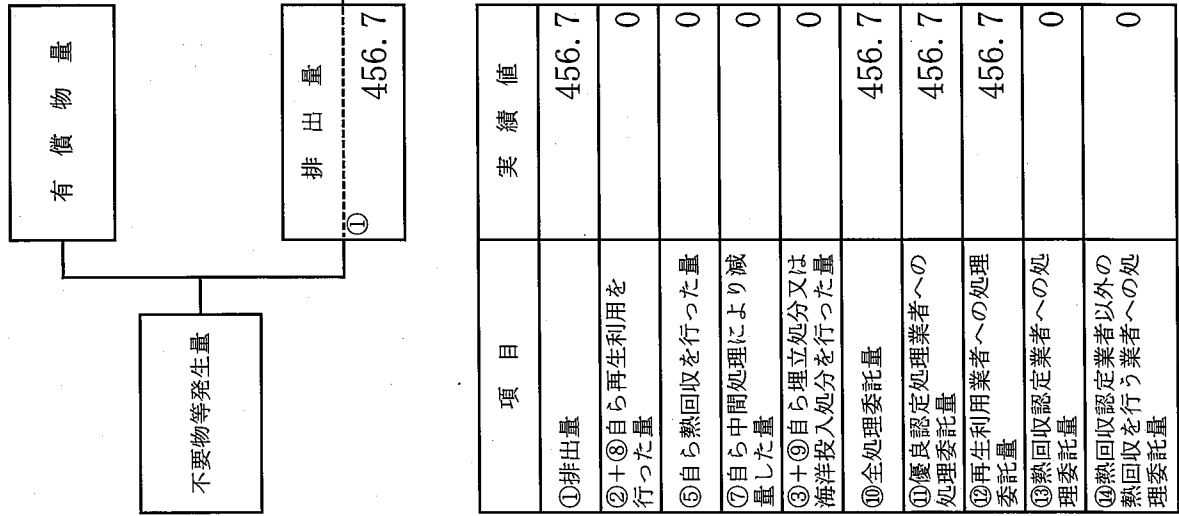 不要物等発生量
有償物量
排出量
① 456.7
項目 実績値
①排出量 456.7
②+⑧自ら再生利用を
行った量 0
⑤自ら熱回収を行った量 0
⑦自ら中間処理により減
量した量 0
③+⑨自ら埋立処分又は
海洋投入処分を行った量 0
⑩全処理委託量 456.7
⑪優良認定処理業者への
処理委託量 456.7
⑫再生利用業者への処理
委託量 456.7
⑬熱回収認定業者への処
理委託量 0
⑭熱回収認定業者以外の
熱回収を行う業者への処
理委託量 0